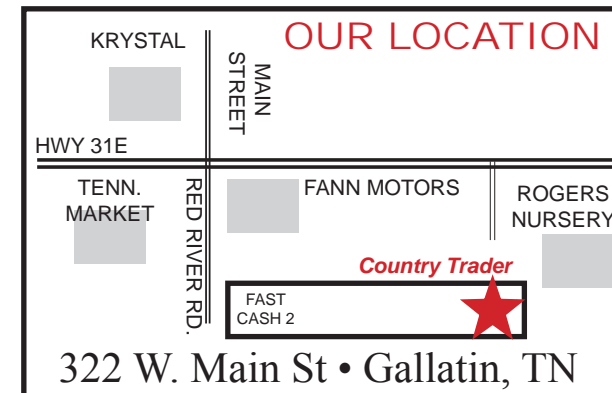 OUR LOCATION
KRYSTAL
MAIN
STREET
HWY 31E
TENN.
MARKET
RED RIVER RD.
FANN MOTORS
ROGERS
NURSERY
Country Trader
FAST
CASH 2
322 W. Main St • Gallatin, TN